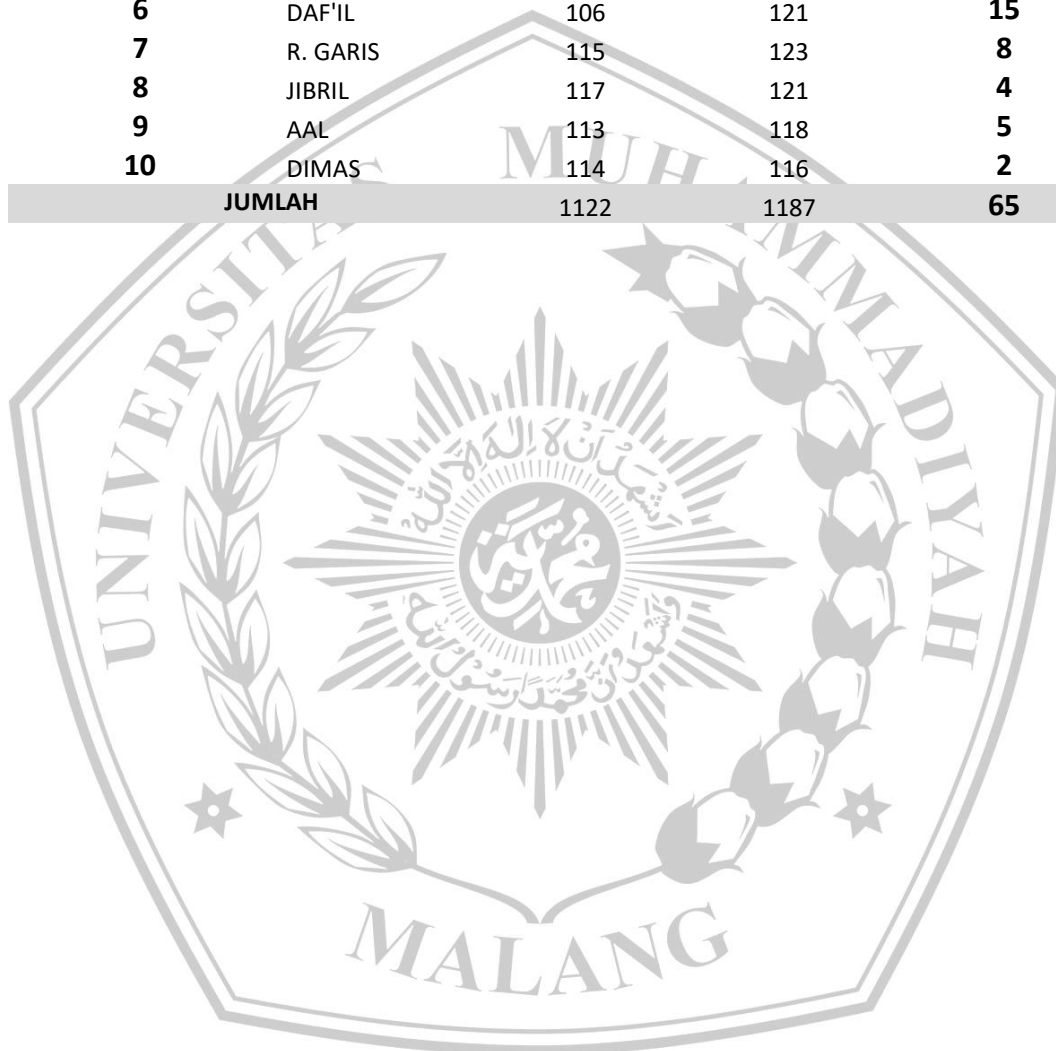 6 DAF'IL 106 121 15
7 R. GARIS 115 123 8
8 JIBRIL 117 121 4
9 AAL 113 118 5
10 DIMAS 114 116 2
JUMLAH 1122 1187 65
UNIVERSITAS MUHAMMADIYAH
MALANG